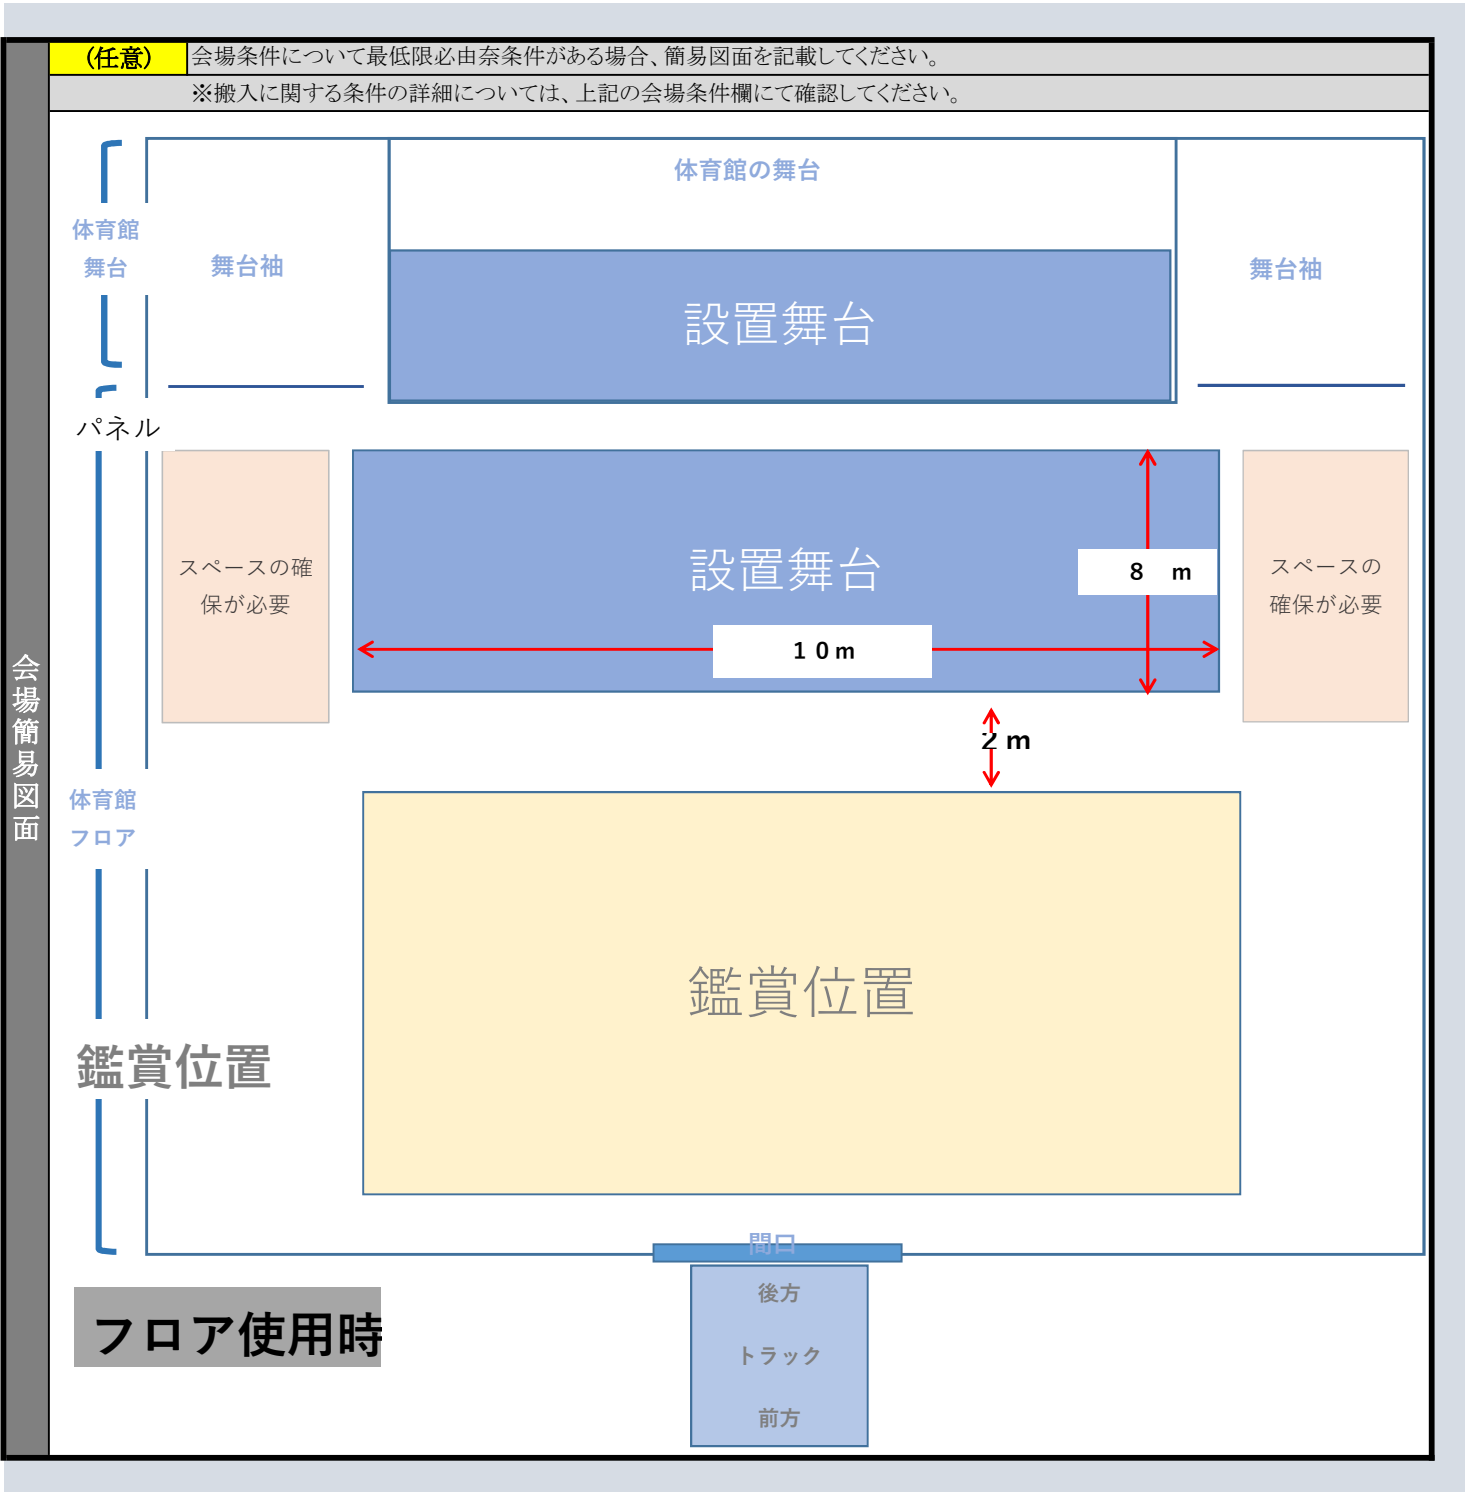 (任意) 会場条件について最低限必由奈条件がある場合、簡易図面を記載してください。
※搬入に関する条件の詳細については、上記の会場条件欄にて確認してください。
会場簡易図面
体育館の舞台
体育館
舞台
舞台袖
舞台袖
設置舞台
パネル
スペースの確
保が必要
設置舞台
8 m
スペースの
確保が必要
10m
2m
体育館
フロア
鑑賞位置
鑑賞位置
間口
後方
トラック
前方
フロア使用時